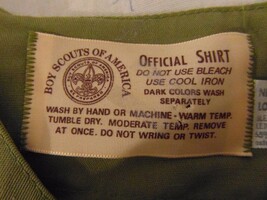 BOY SCOUTS OF AMERICA
OFFICIAL SHIRT
DO NOT USE BLEACH
USE COOL IRON
DARK COLORS WASH
SEPARATELY
WASH BY HAND OR MACHINE - WARM TEMP.
TUMBLE DRY. MODERATE TEMP. REMOVE
AT ONCE. DO NOT WRING OR TWIST.